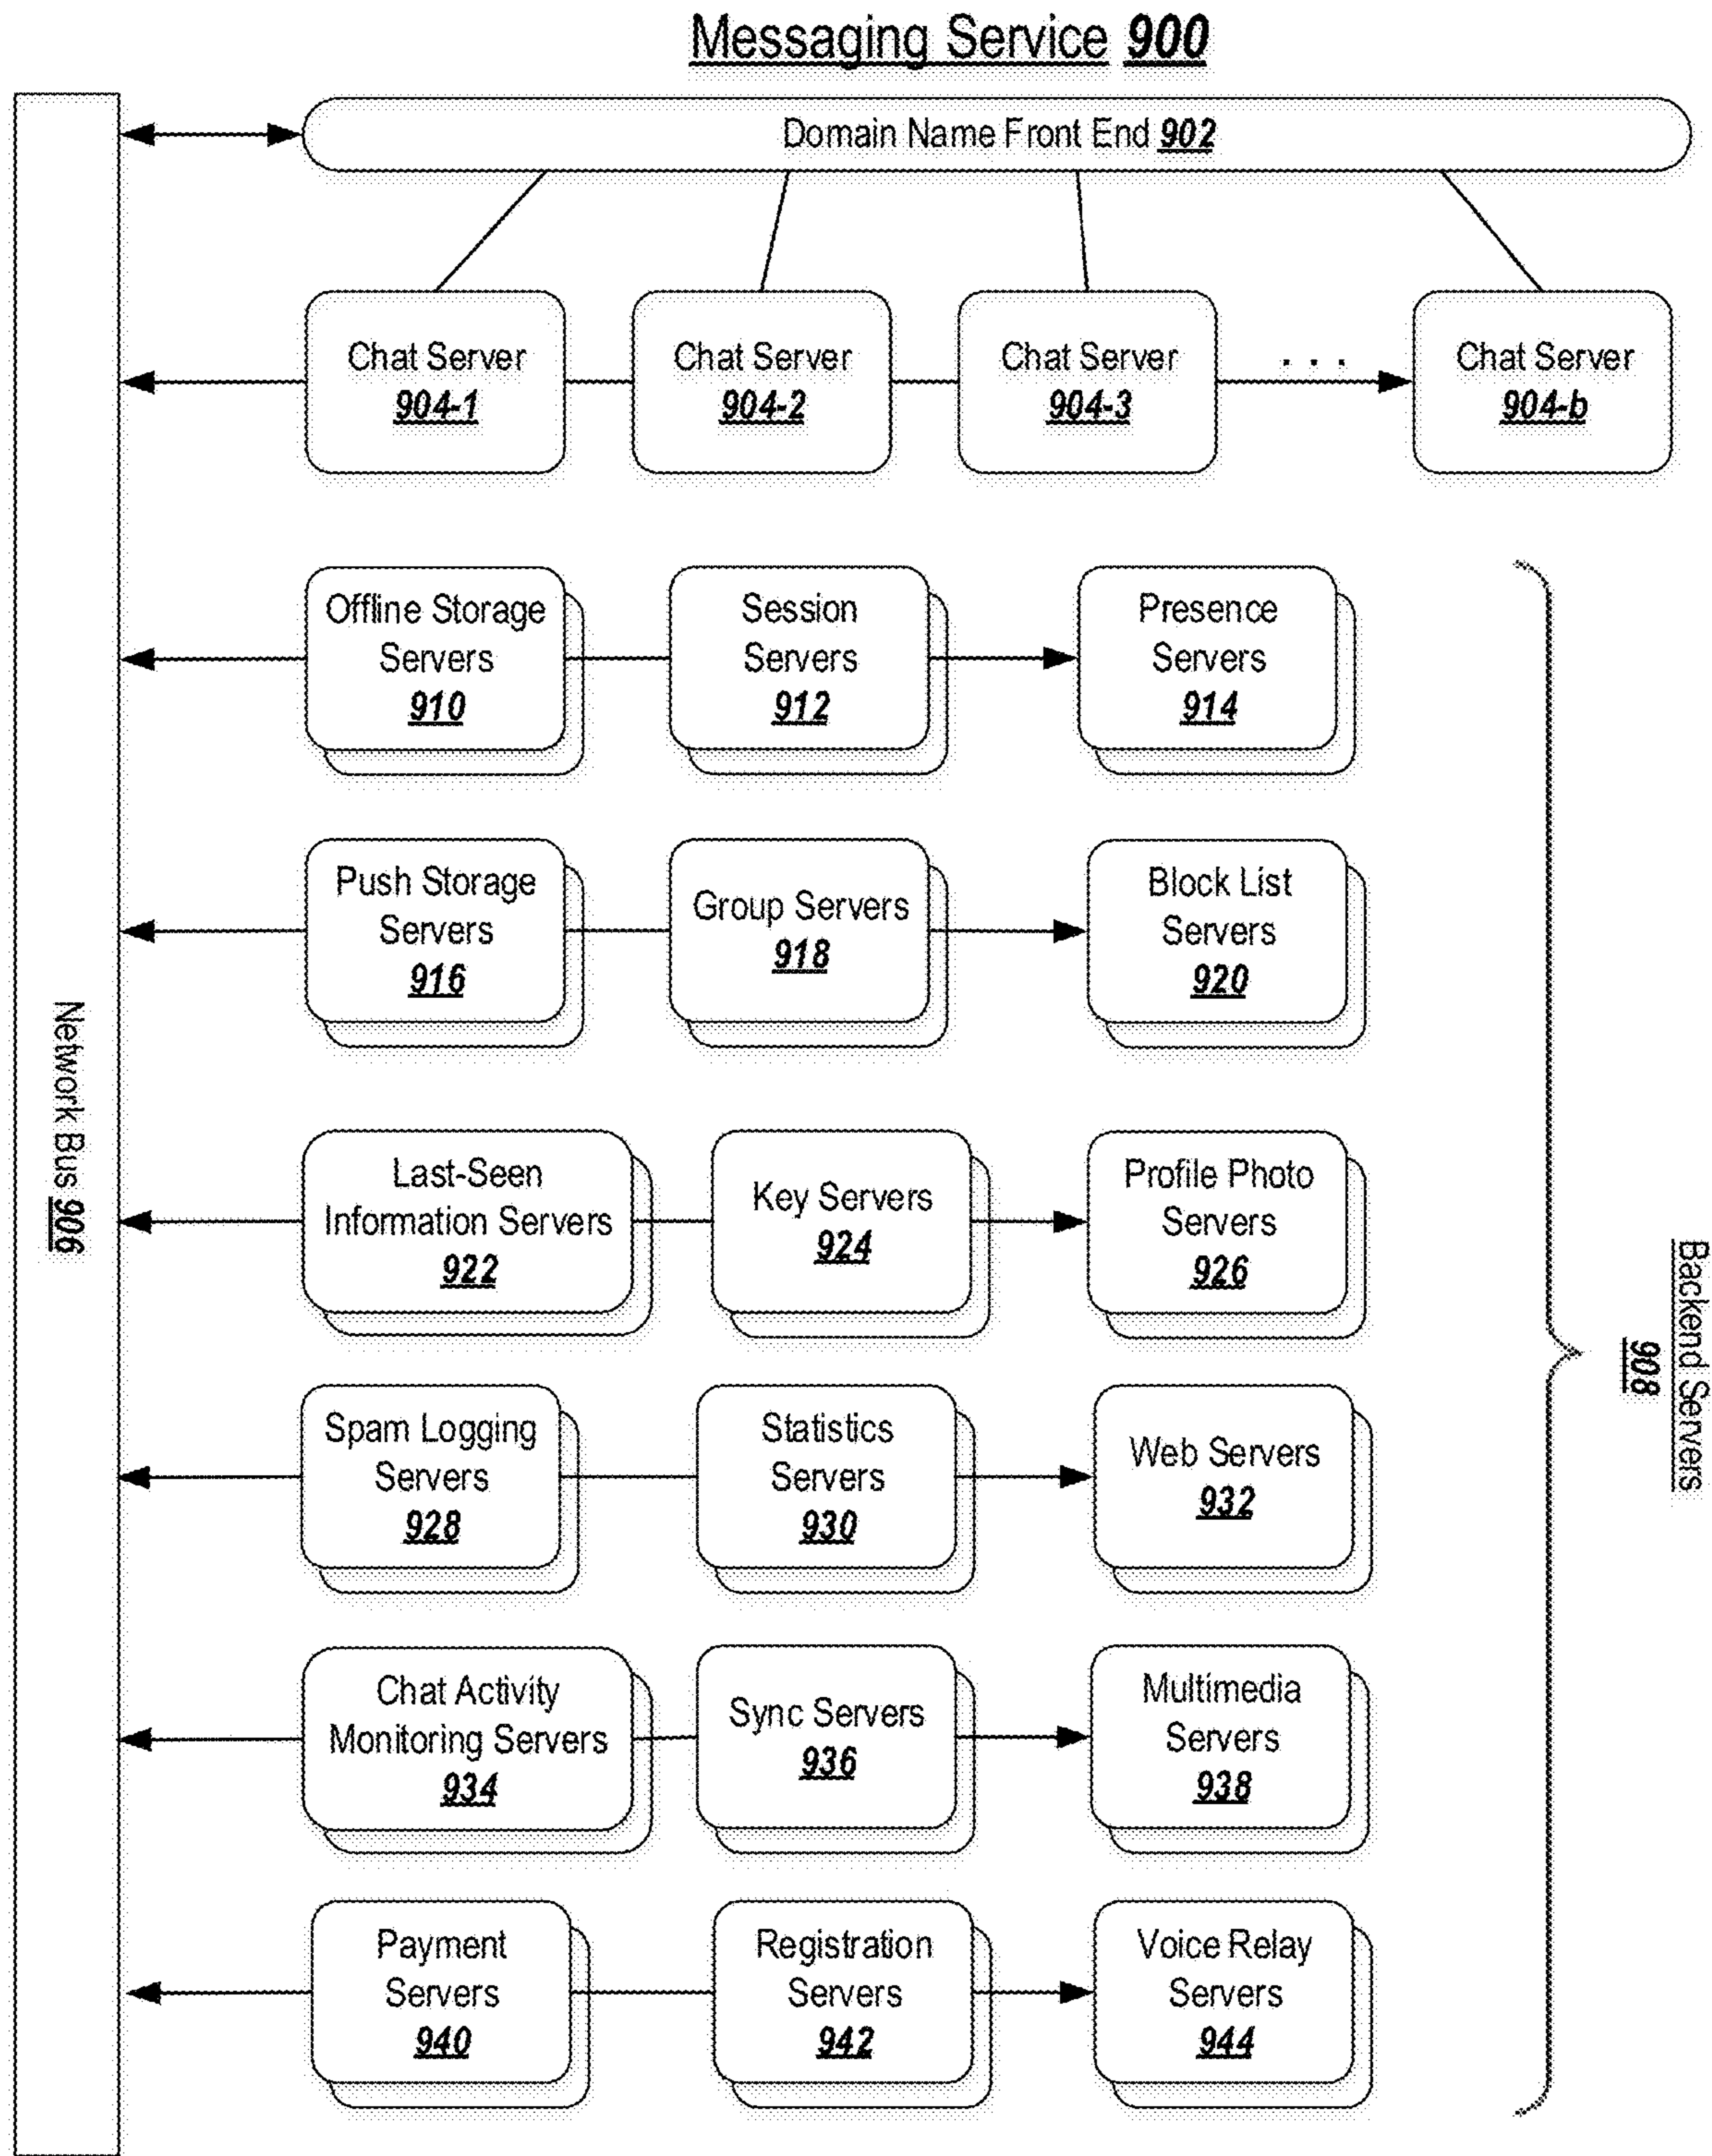 Messaging Service 900
Domain Name Front End 902
Chat Server
904-1
Chat Server
904-2
Chat Server
904-3
. . .
Chat Server
904-b
Offline Storage
Servers
910
Session
Servers
912
Presence
Servers
914
Push Storage
Servers
916
Group Servers
918
Block List
Servers
920
Last-Seen
Information Servers
922
Key Servers
924
Profile Photo
Servers
926
Spam Logging
Servers
928
Statistics
Servers
930
Web Servers
932
Chat Activity
Monitoring Servers
934
Sync Servers
936
Multimedia
Servers
938
Payment
Servers
940
Registration
Servers
942
Voice Relay
Servers
944
Network Bus 906
Backend Servers
908